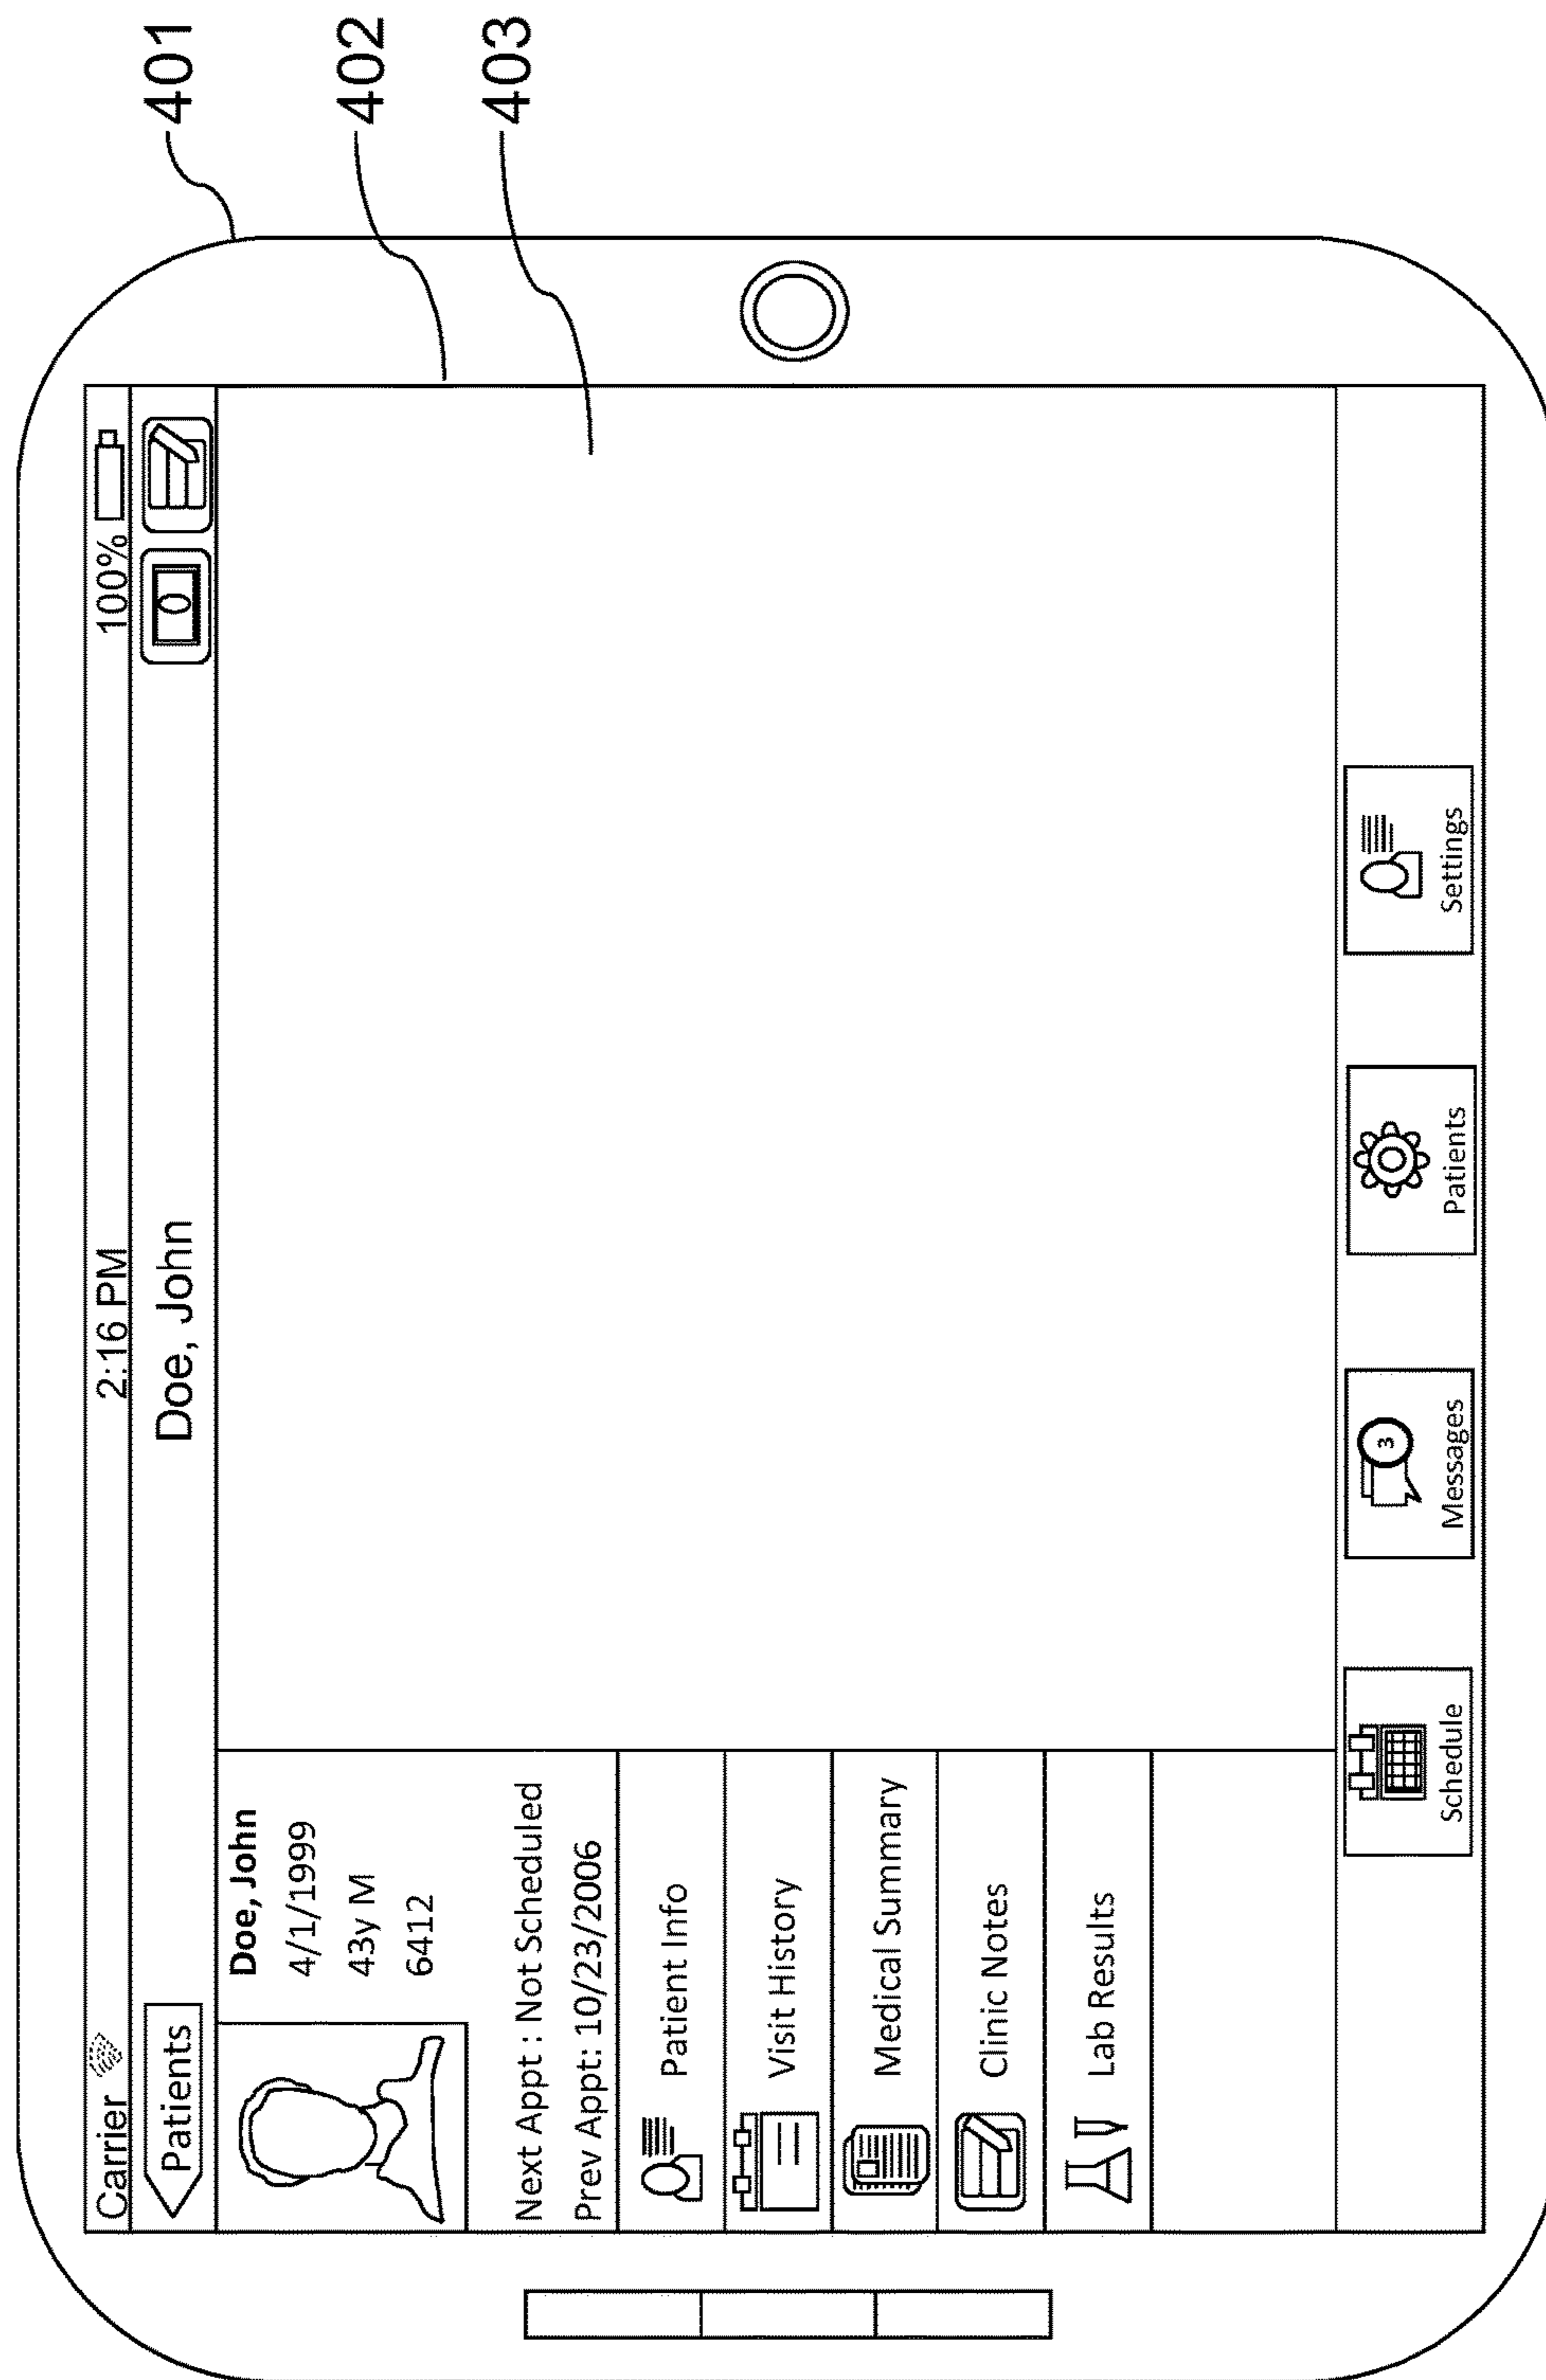 Carrier 2:16 PM 100%
Patients Doe, John
Doe, John
4/1/1999
43y M
6412
Next Appt : Not Scheduled
Prev Appt: 10/23/2006
Patient Info
Visit History
Medical Summary
Clinic Notes
Lab Results
3
Schedule Messages Patients Settings
401
402
403